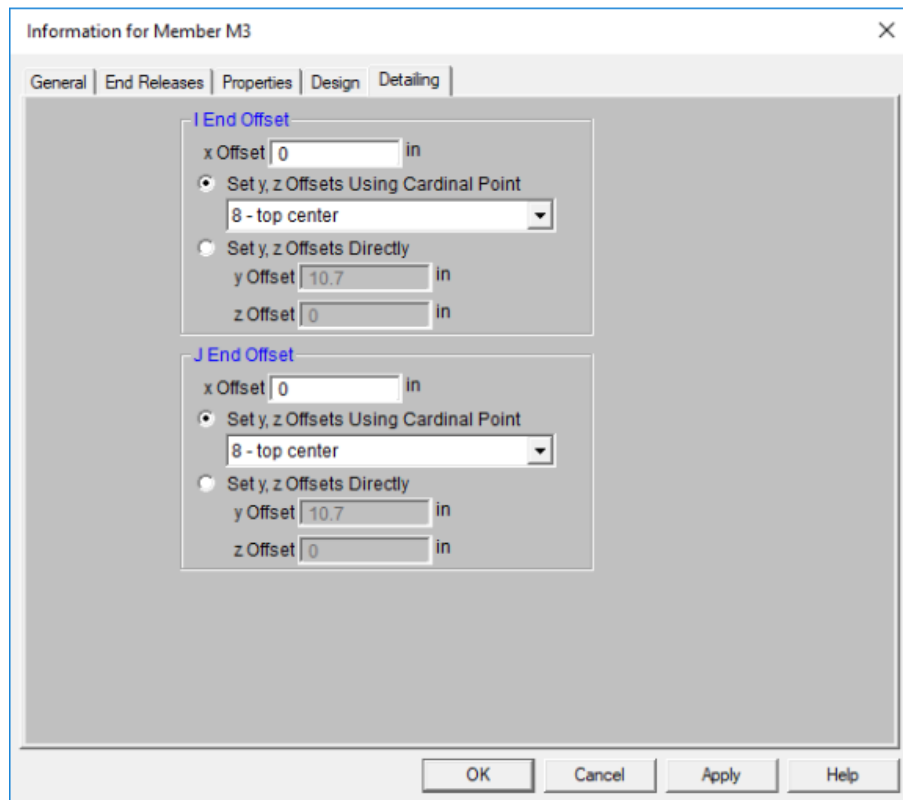 Information for Member M3
General End Releases Properties Design Detailing
I End Offset
x Offset 0 in
Set y, z Offsets Using Cardinal Point
8 - top center
Set y, z Offsets Directly
y Offset 10.7 in
z Offset 0 in
J End Offset
x Offset 0 in
Set y, z Offsets Using Cardinal Point
8 - top center
Set y, z Offsets Directly
y Offset 10.7 in
z Offset 0 in
OK Cancel Apply Help